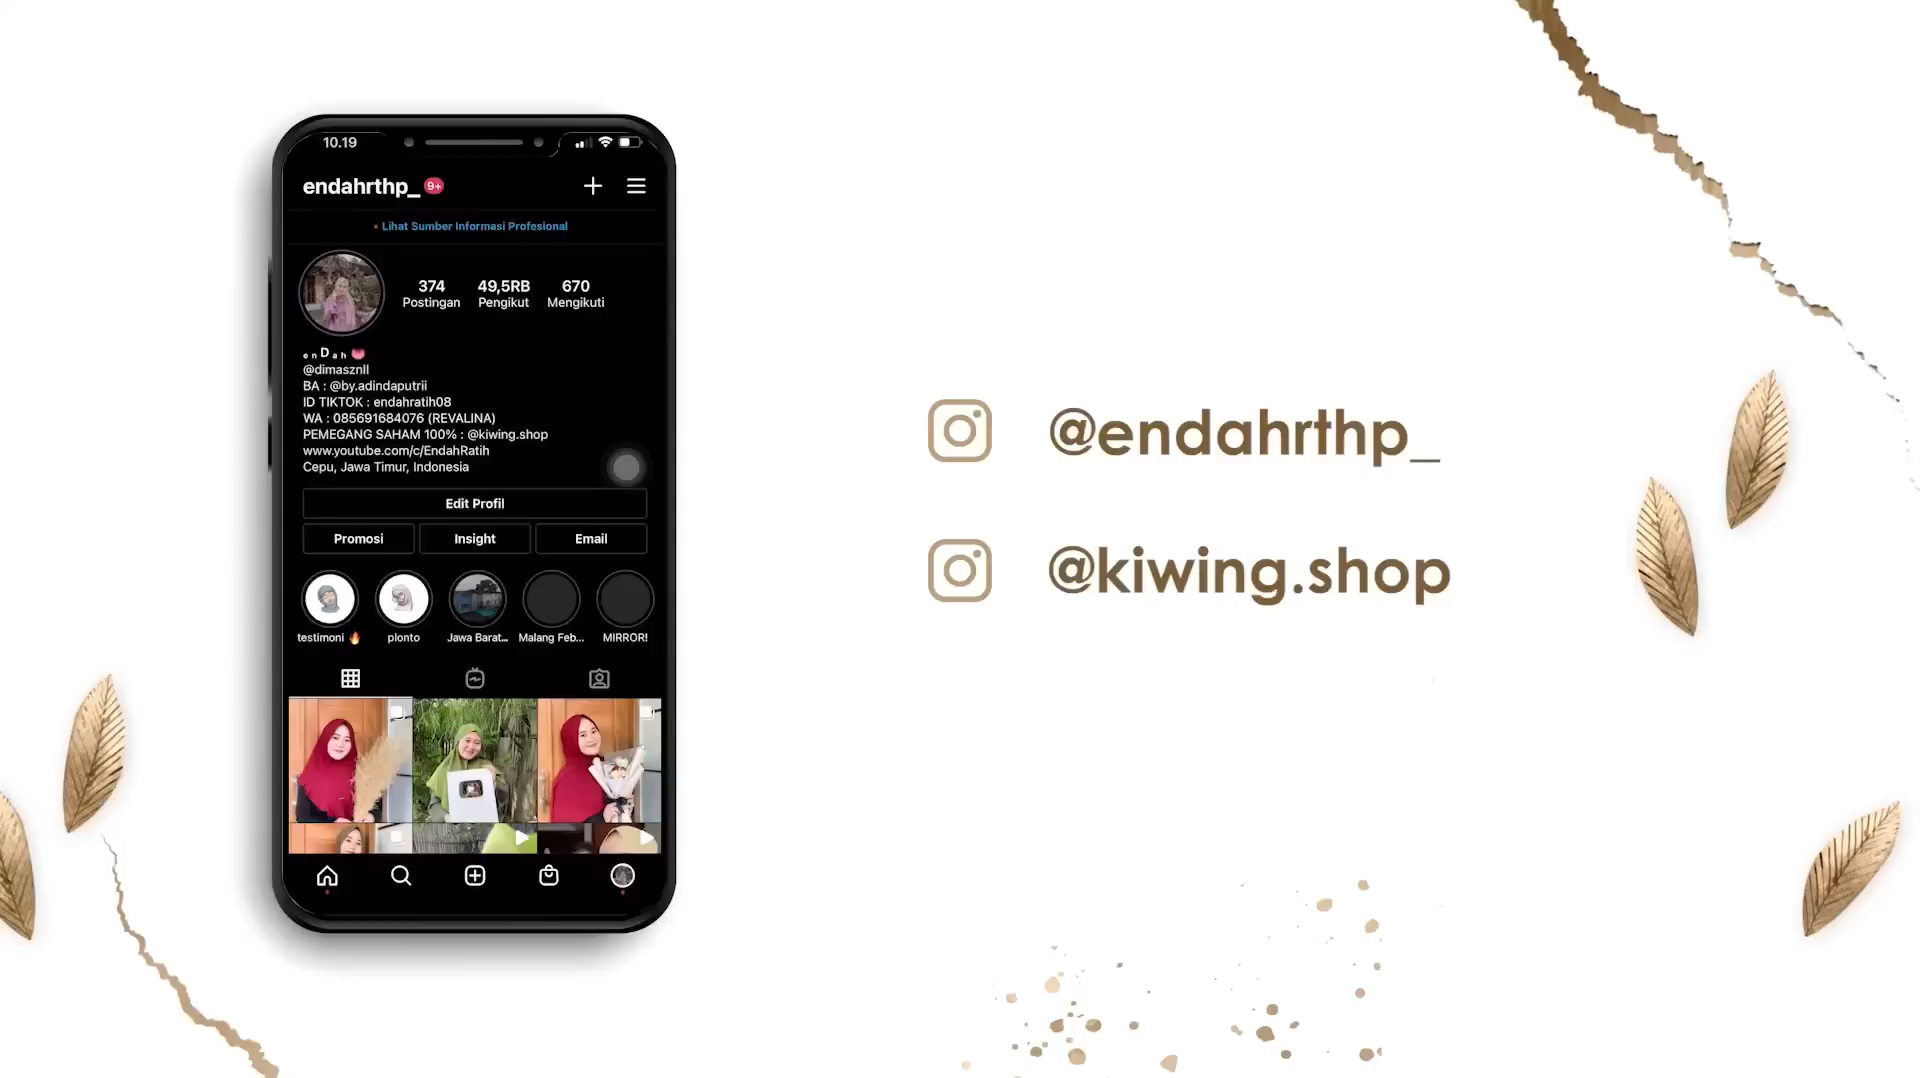 10.19
endahrthp_ 9+
• Lihat Sumber Informasi Profesional
374 49,5RB 670
Postingan Pengikut Mengikuti
enDah
@dimasznll
BA : @by.adindaputrii
ID TIKTOK : endahratih08
WA : 085691684076 (REVALINA)
PEMEGANG SAHAM 100% : @kiwing.shop
www.youtube.com/c/EndahRatih
Cepu, Jawa Timur, Indonesia
Edit Profil
Promosi Insight Email
testimoni 🔥 plonto Jawa Barat... Malang Feb... MIRROR!
@endahrthp_
@kiwing.shop